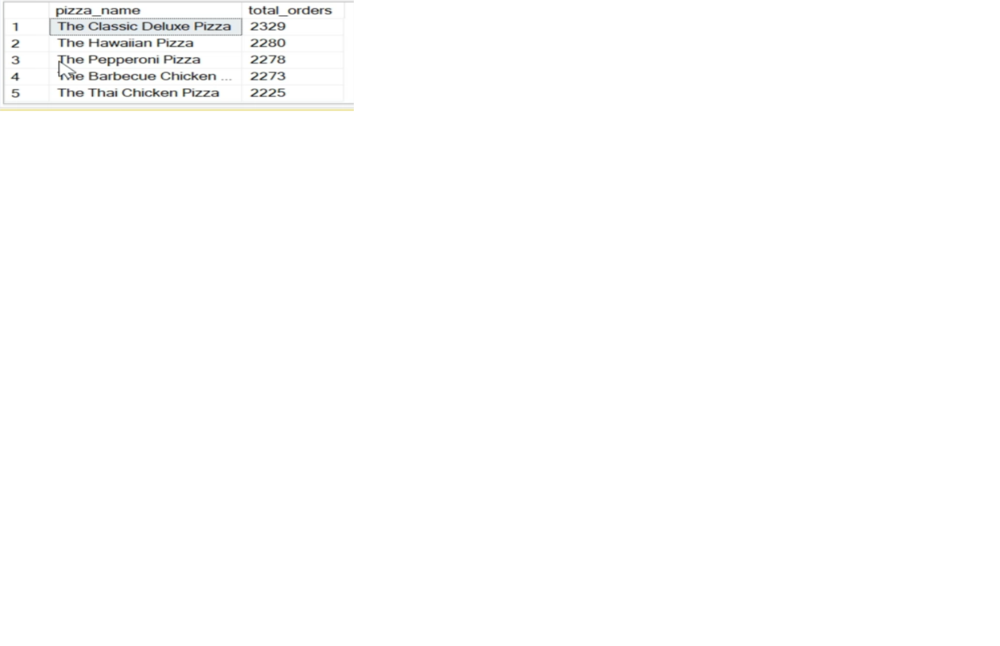 pizza_name total_orders
1 The Classic Deluxe Pizza 2329
2 The Hawaiian Pizza 2280
3 The Pepperoni Pizza 2278
4 The Barbecue Chicken ... 2273
5 The Thai Chicken Pizza 2225